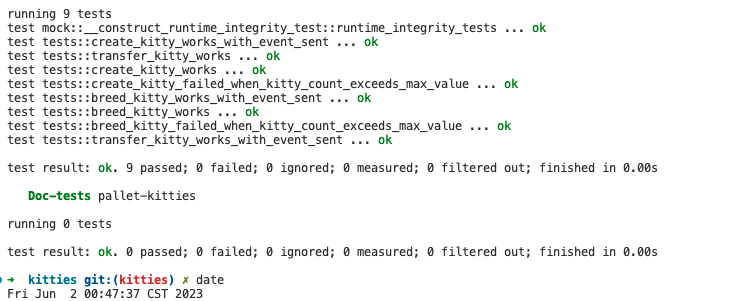 running 9 tests
test mock::__construct_runtime_integrity_test::runtime_integrity_tests ... ok
test tests::create_kitty_works_with_event_sent ... ok
test tests::transfer_kitty_works ... ok
test tests::create_kitty_works ... ok
test tests::create_kitty_failed_when_kitty_count_exceeds_max_value ... ok
test tests::breed_kitty_works_with_event_sent ... ok
test tests::breed_kitty_works ... ok
test tests::breed_kitty_failed_when_kitty_count_exceeds_max_value ... ok
test tests::transfer_kitty_works_with_event_sent ... ok
test result: ok. 9 passed; 0 failed; 0 ignored; 0 measured; 0 filtered out; finished in 0.00s
Doc-tests pallet-kitties
running 0 tests
test result: ok. 0 passed; 0 failed; 0 ignored; 0 measured; 0 filtered out; finished in 0.00s
➜ kitties git:(kitties) ✗ date
Fri Jun 2 00:47:37 CST 2023